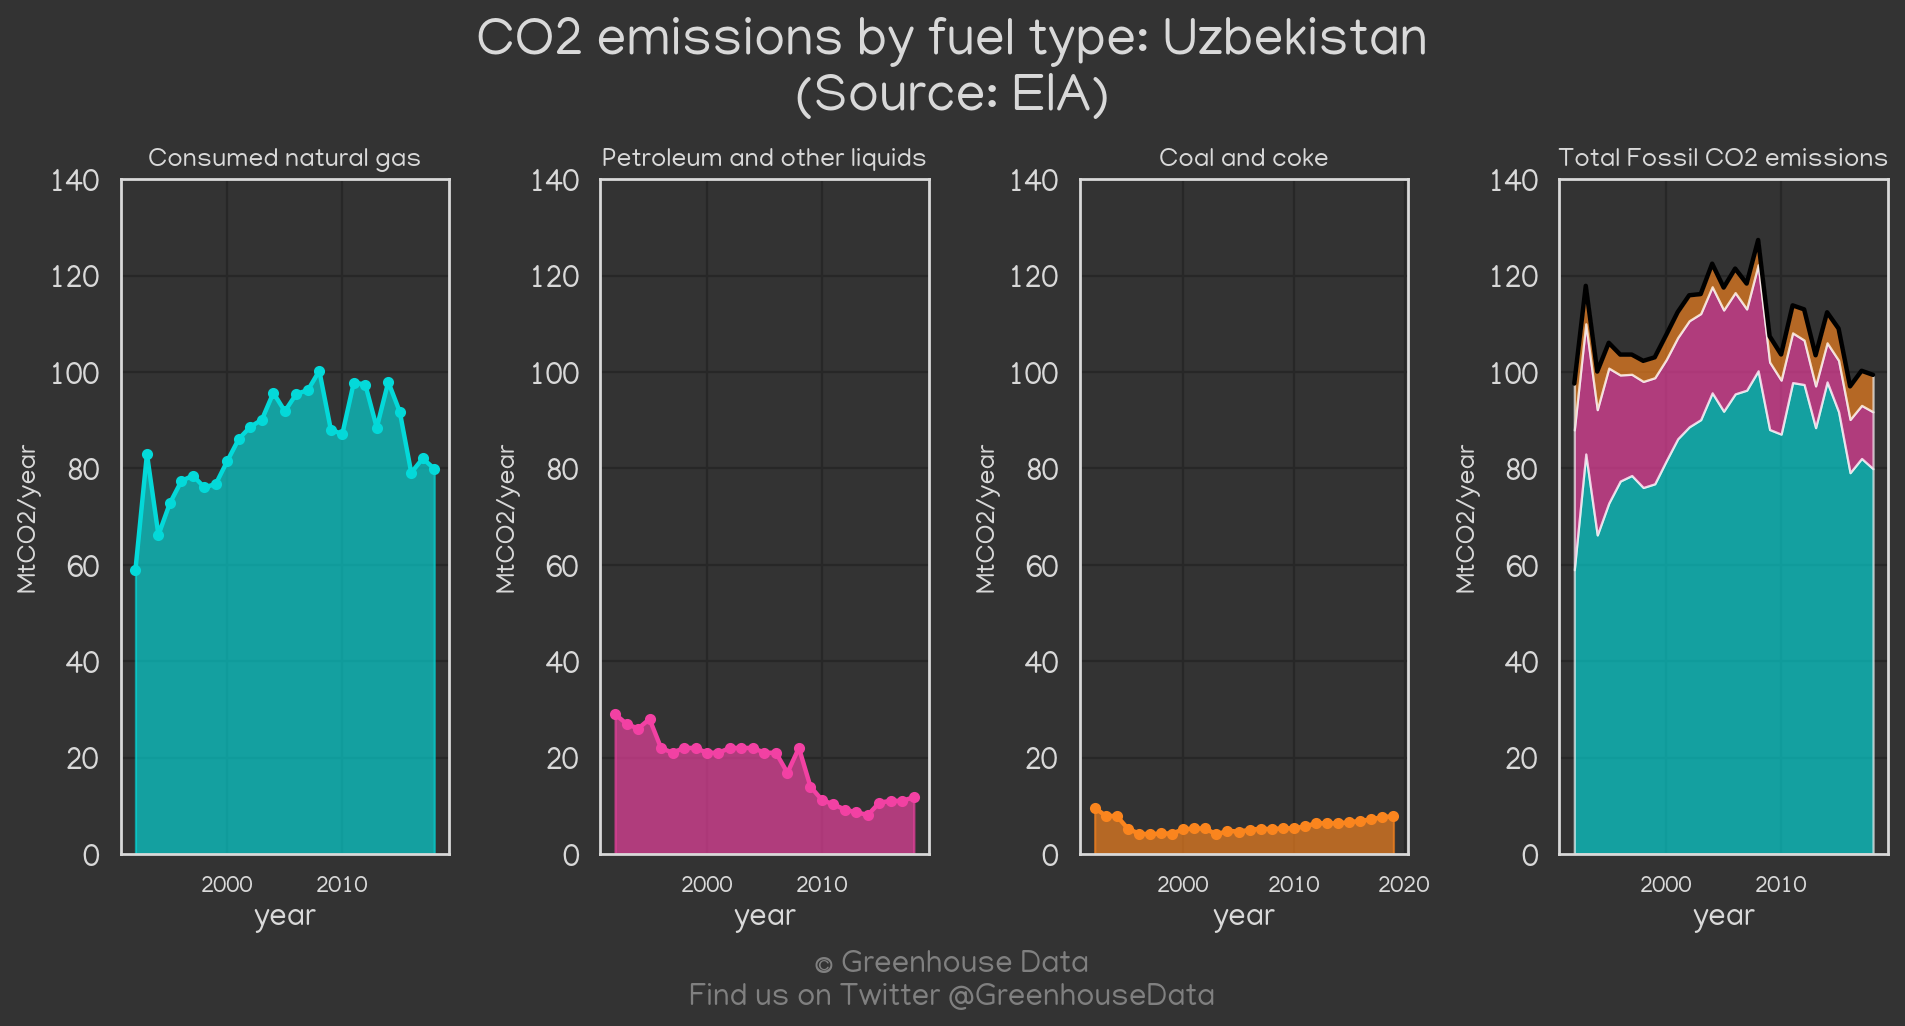 CO2 emissions by fuel type: Uzbekistan
(Source: EIA)
Consumed natural gas
Petroleum and other liquids
Coal and coke
Total Fossil CO2 emissions
140
120
100
80
60
40
20
0
MtCO2/year
2000
2010
year
140
120
100
80
60
40
20
0
MtCO2/year
2000
2010
year
140
120
100
80
60
40
20
0
MtCO2/year
2000
2010
2020
year
140
120
100
80
60
40
20
0
MtCO2/year
2000
2010
year
© Greenhouse Data
Find us on Twitter @GreenhouseData